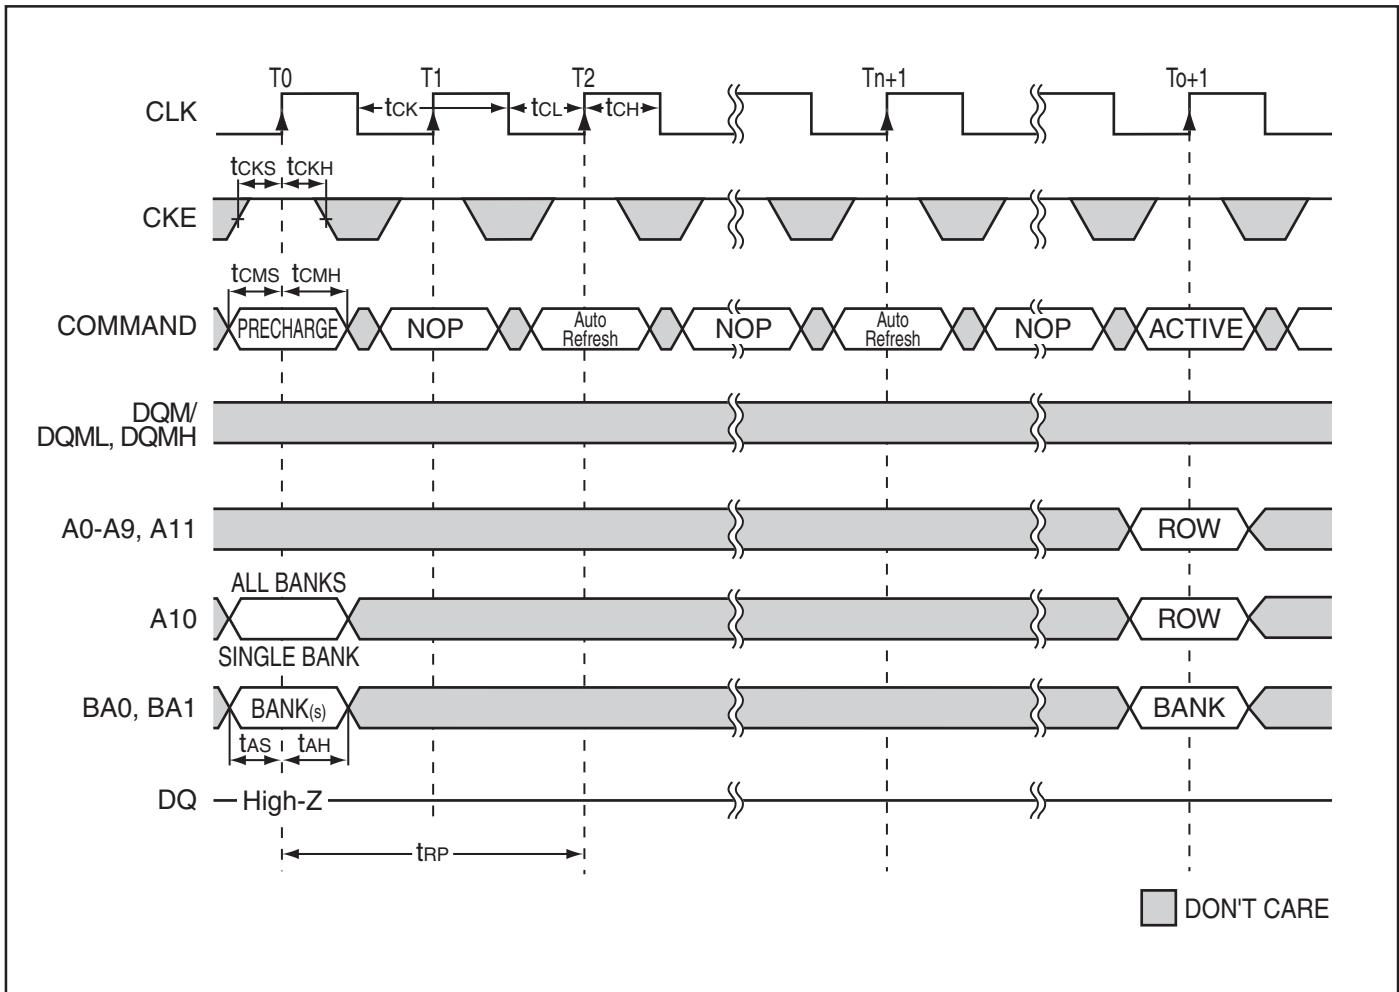 T0 T1 T2 Tn+1 To+1
CLK tCK tCL tCH
tCKS tCKH
CKE
tCMS tCMH
COMMAND PRECHARGE NOP Auto Refresh NOP Auto Refresh NOP ACTIVE
DQM/
DQML, DQMH
A0-A9, A11 ROW
ALL BANKS
A10 ROW
SINGLE BANK
BA0, BA1 BANK(s) BANK
tAS tAH
DQ High-Z
tRP
DON'T CARE